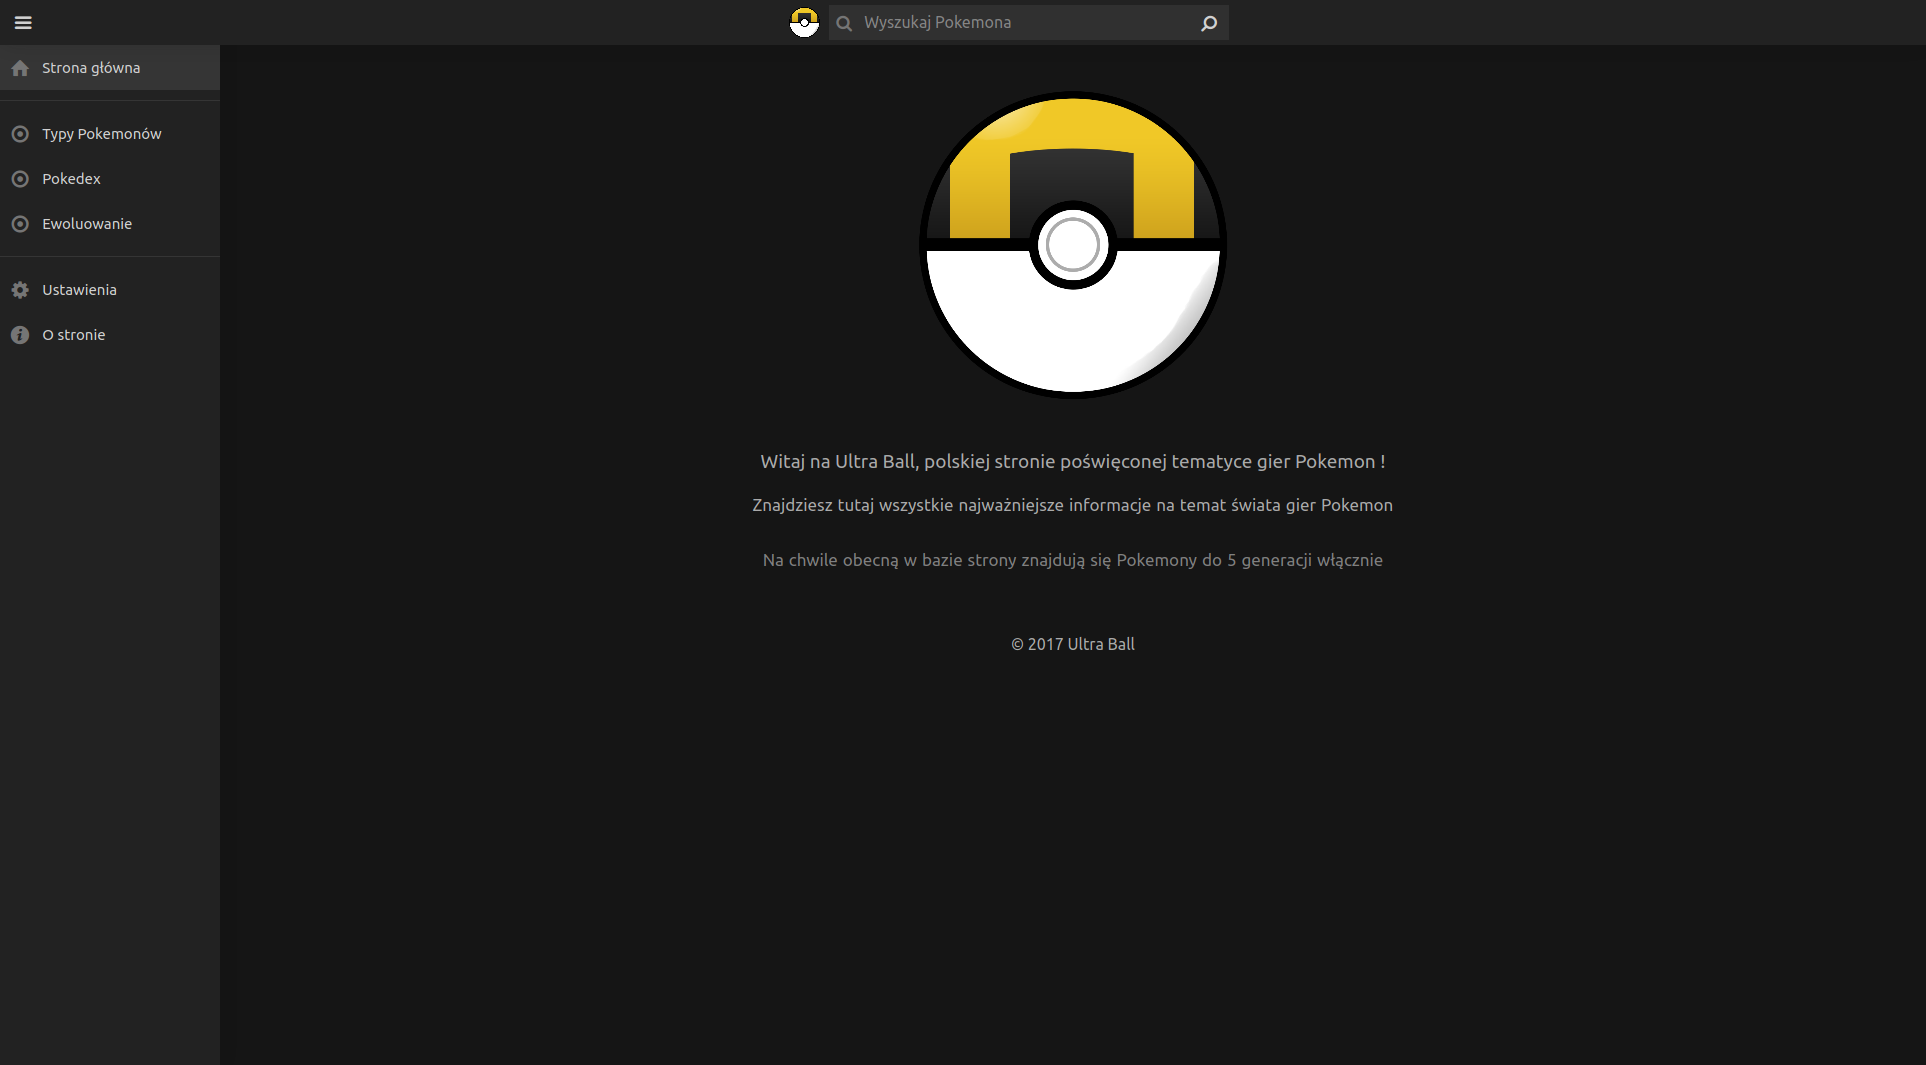 Wyszukaj Pokemona
Strona główna
Typy Pokemonów
Pokedex
Ewoluowanie
Ustawienia
O stronie
Witaj na Ultra Ball, polskiej stronie poświęconej tematyce gier Pokemon !
Znajdziesz tutaj wszystkie najważniejsze informacje na temat świata gier Pokemon
Na chwile obecną w bazie strony znajdują się Pokemony do 5 generacji włącznie
© 2017 Ultra Ball